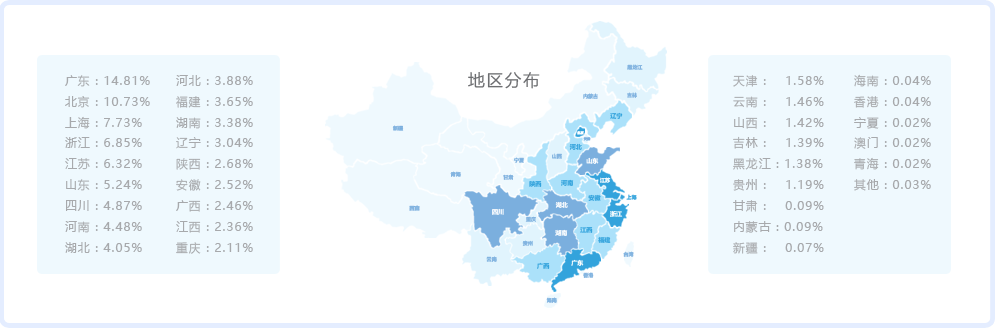 地区分布
广东：14.81%
北京：10.73%
上海：7.73%
浙江：6.85%
江苏：6.32%
山东：5.24%
四川：4.87%
河南：4.48%
湖北：4.05%
河北：3.88%
福建：3.65%
湖南：3.38%
辽宁：3.04%
陕西：2.68%
安徽：2.52%
广西：2.46%
江西：2.36%
重庆：2.11%
黑龙江
吉林
内蒙古
辽宁
新疆
河北
山西
宁夏
山东
青海
甘肃
陕西
河南
江苏
安徽
上海
西藏
四川
湖北
浙江
湖南
江西
福建
贵州
云南
广西
广东
台湾
香港
海南
天津：1.58%
云南：1.46%
山西：1.42%
吉林：1.39%
黑龙江：1.38%
贵州：1.19%
甘肃：0.09%
内蒙古：0.09%
新疆：0.07%
海南：0.04%
香港：0.04%
宁夏：0.02%
澳门：0.02%
青海：0.02%
其他：0.03%